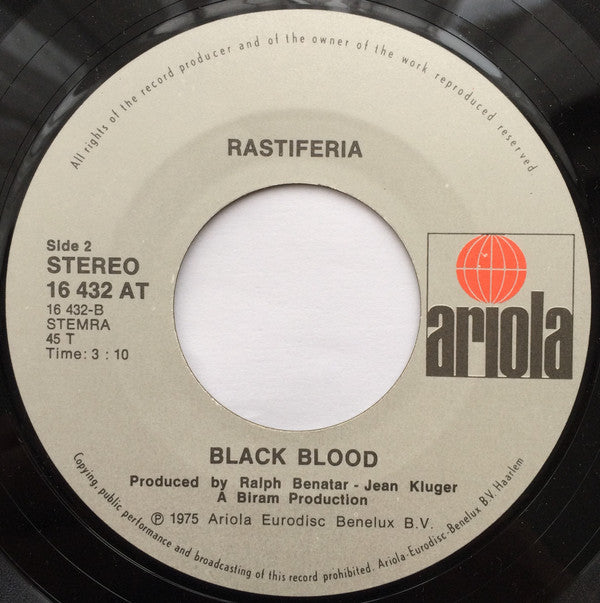 All rights of the record producer and of the owner of the work reproduced reserved
RASTIFERIA
Side 2
STEREO
16 432 AT
16 432-B
STEMRA
45 T
Time: 3 : 10
ariola
BLACK BLOOD
Produced by Ralph Benatar - Jean Kluger
A Biram Production
℗ 1975 Ariola Eurodisc Benelux B.V.
Copying, public performance and broadcasting of this record prohibited. Ariola-Eurodisc-Benelux B.V. Haarlem